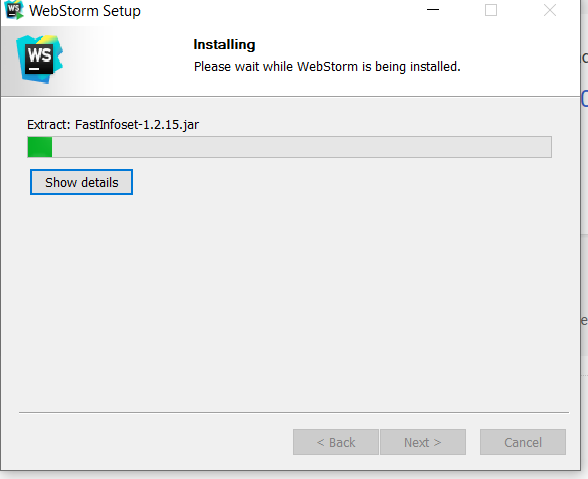 WebStorm Setup
WS
Installing
Please wait while WebStorm is being installed.
Extract: FastInfoset-1.2.15.jar
Show details
< Back
Next >
Cancel